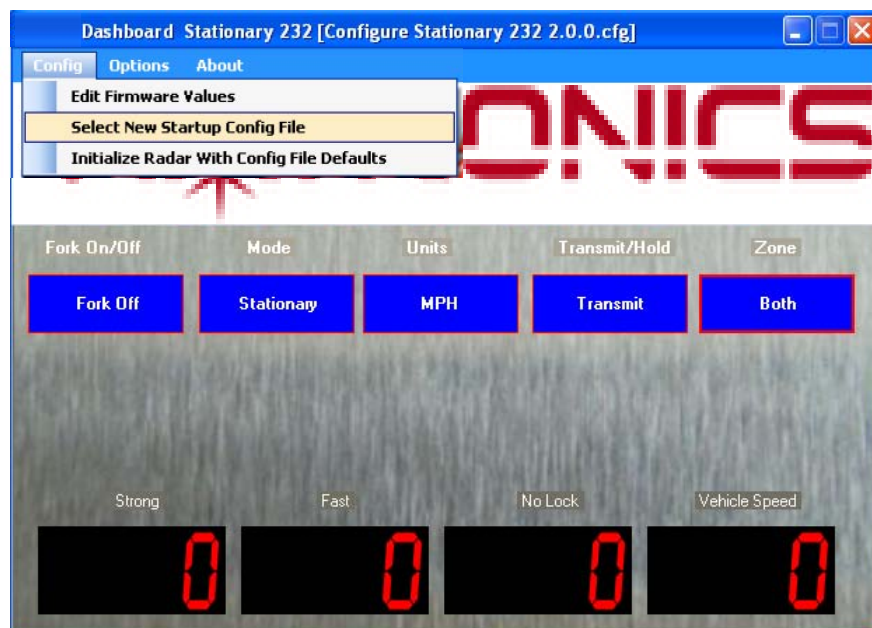 Dashboard Stationary 232 [Configure Stationary 232 2.0.0.cfg]
Config Options About
Edit Firmware Values
Select New Startup Config File
Initialize Radar With Config File Defaults
Fork On/Off Mode Units Transmit/Hold Zone
Fork Off Stationary MPH Transmit Both
Strong Fast No Lock Vehicle Speed
0 0 0 0